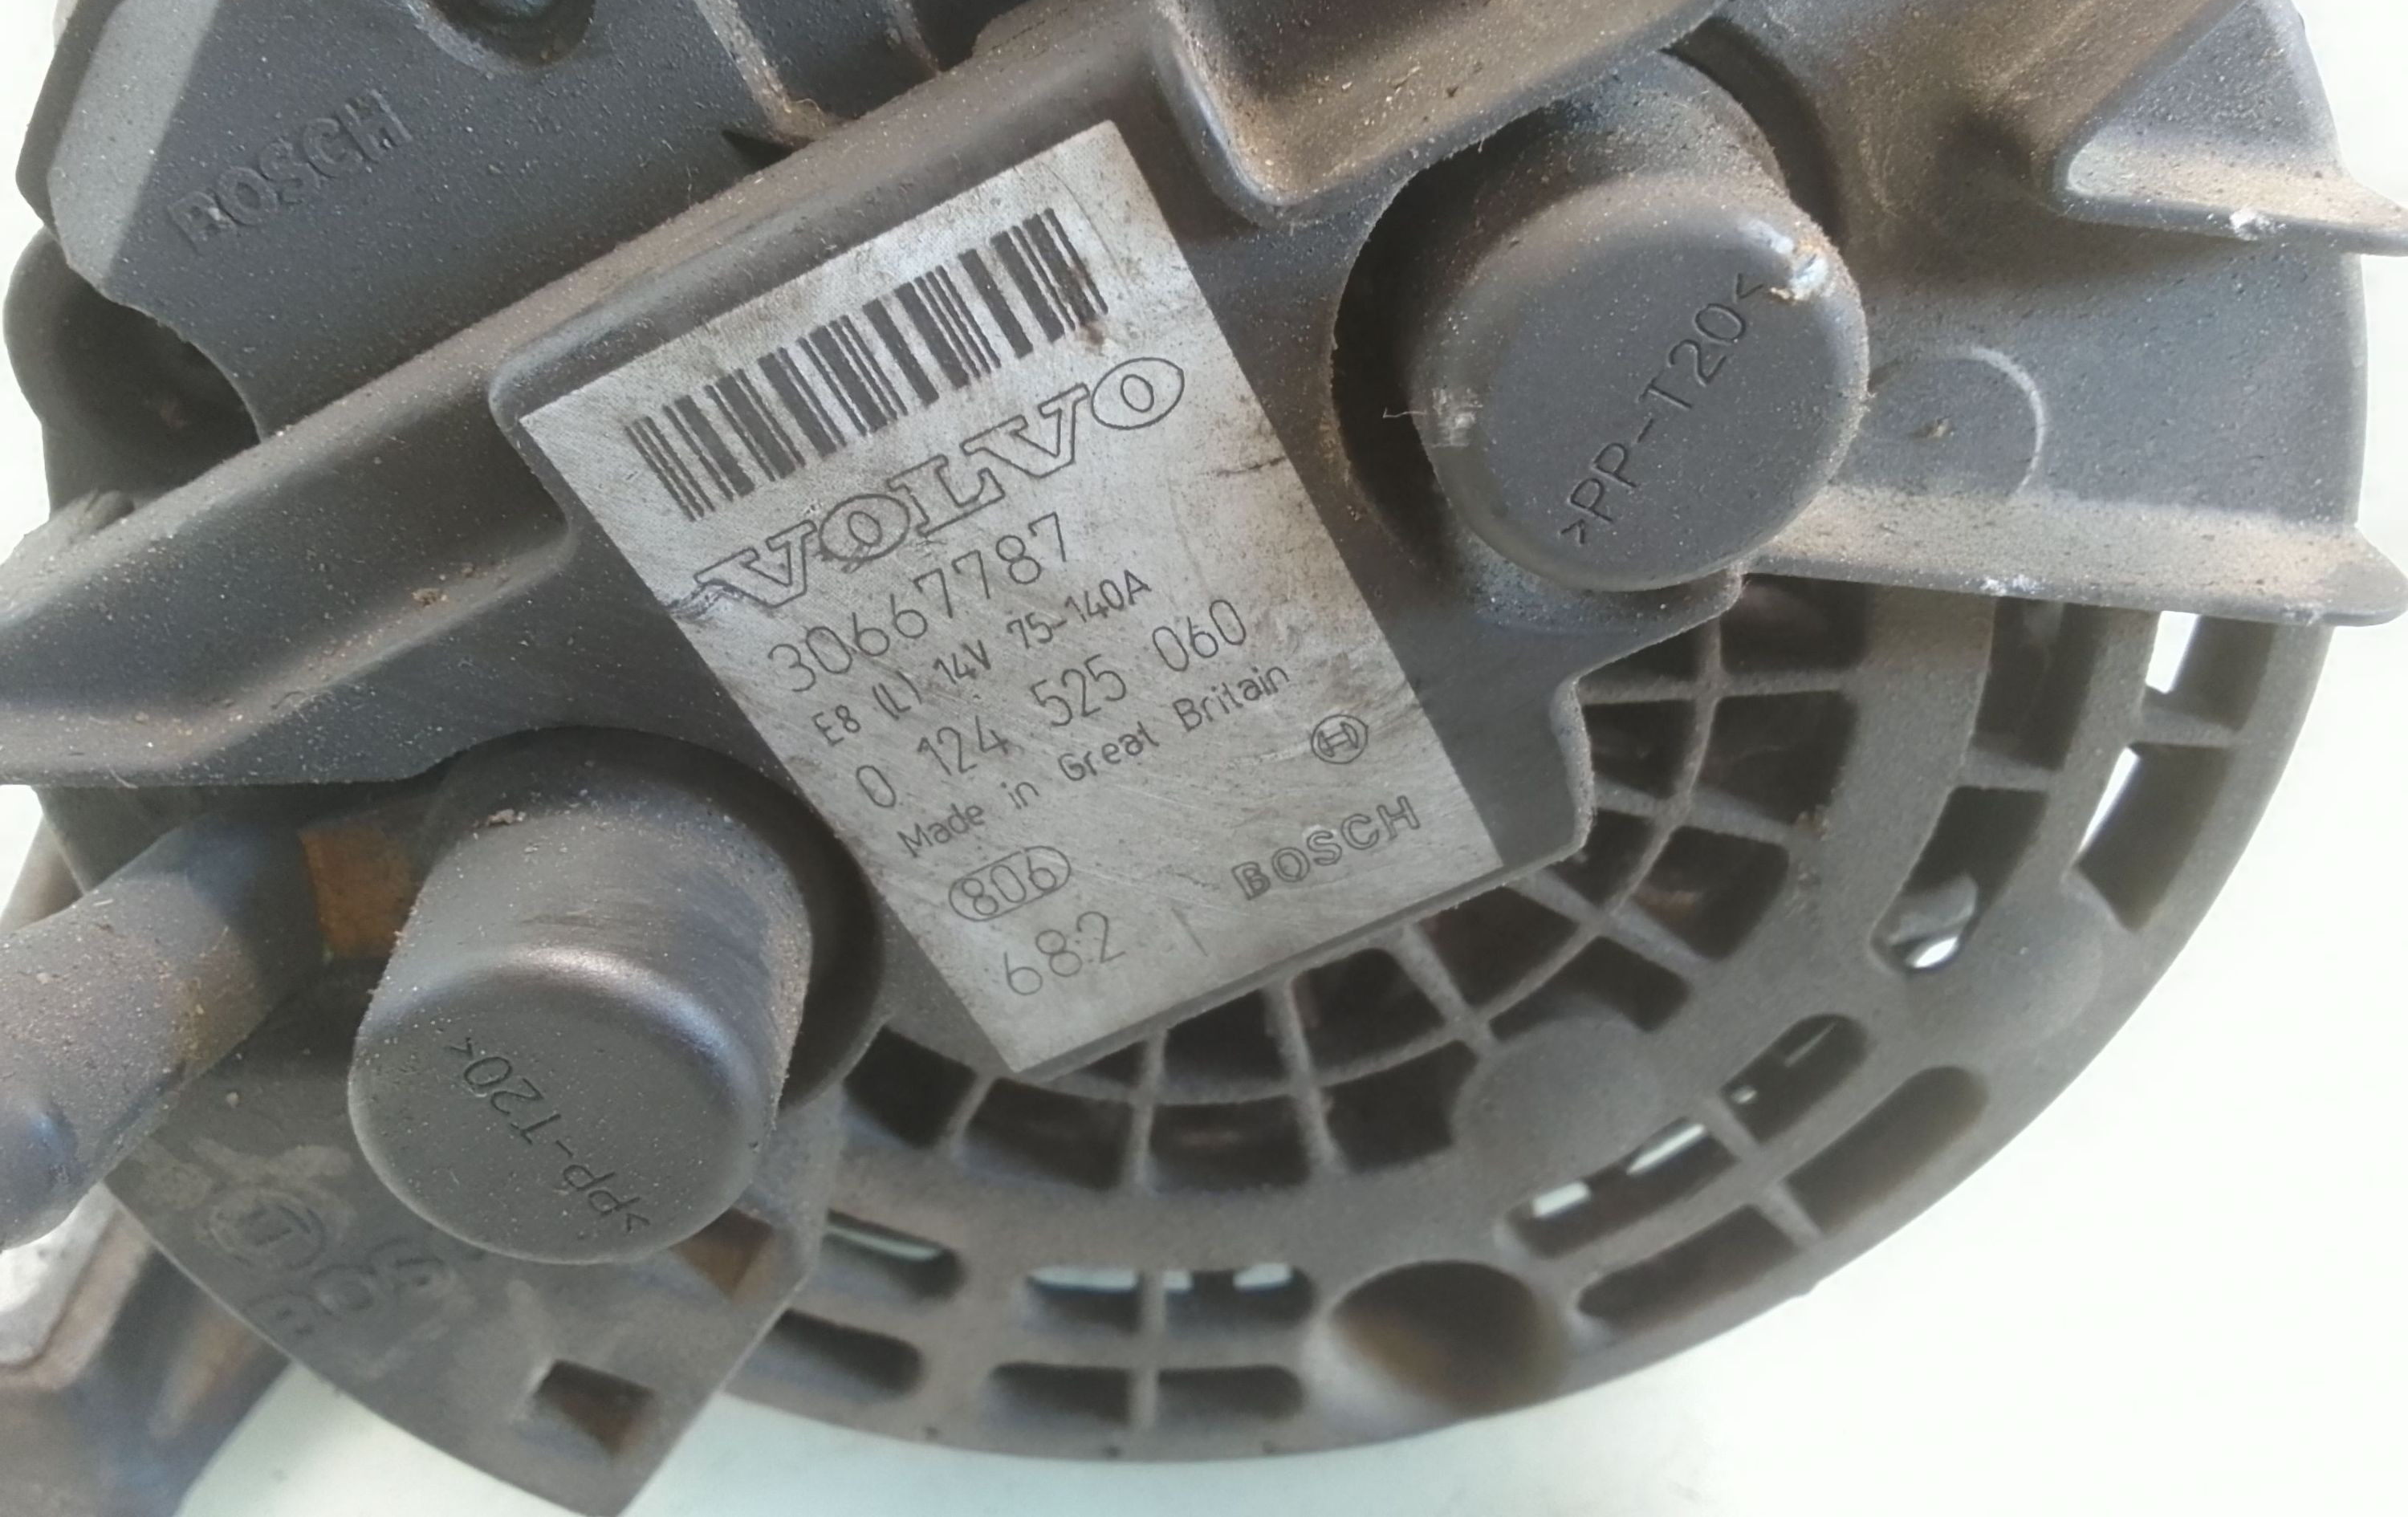 BOSCH
VOLVO
30667787
E8 (L) 14V 75-140A
0 124 525 060
Made in Great Britain
H
806
BOSCH
682
>PP-T20<
>PP-T20<